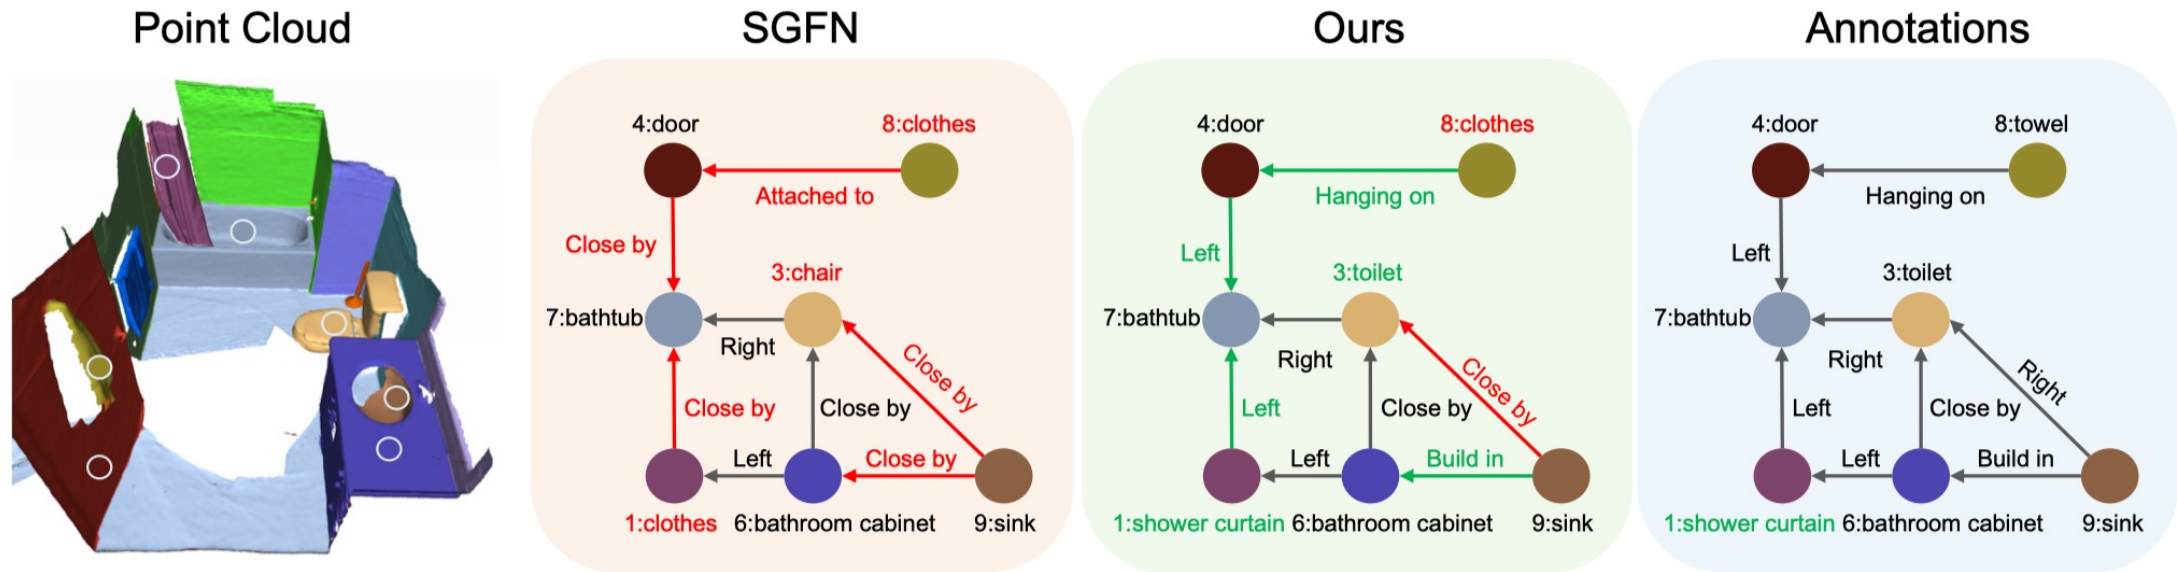 Point Cloud
SGFN
4:door
8:clothes
Attached to
Close by
3:chair
7:bathtub
Right
Close by
Close by
Close by
Left
Close by
1:clothes
6:bathroom cabinet
9:sink
Ours
4:door
8:clothes
Hanging on
Left
3:toilet
7:bathtub
Right
Close by
Left
Close by
Left
Build in
1:shower curtain
6:bathroom cabinet
9:sink
Annotations
4:door
8:towel
Hanging on
Left
3:toilet
7:bathtub
Right
Right
Left
Close by
Left
Build in
1:shower curtain
6:bathroom cabinet
9:sink